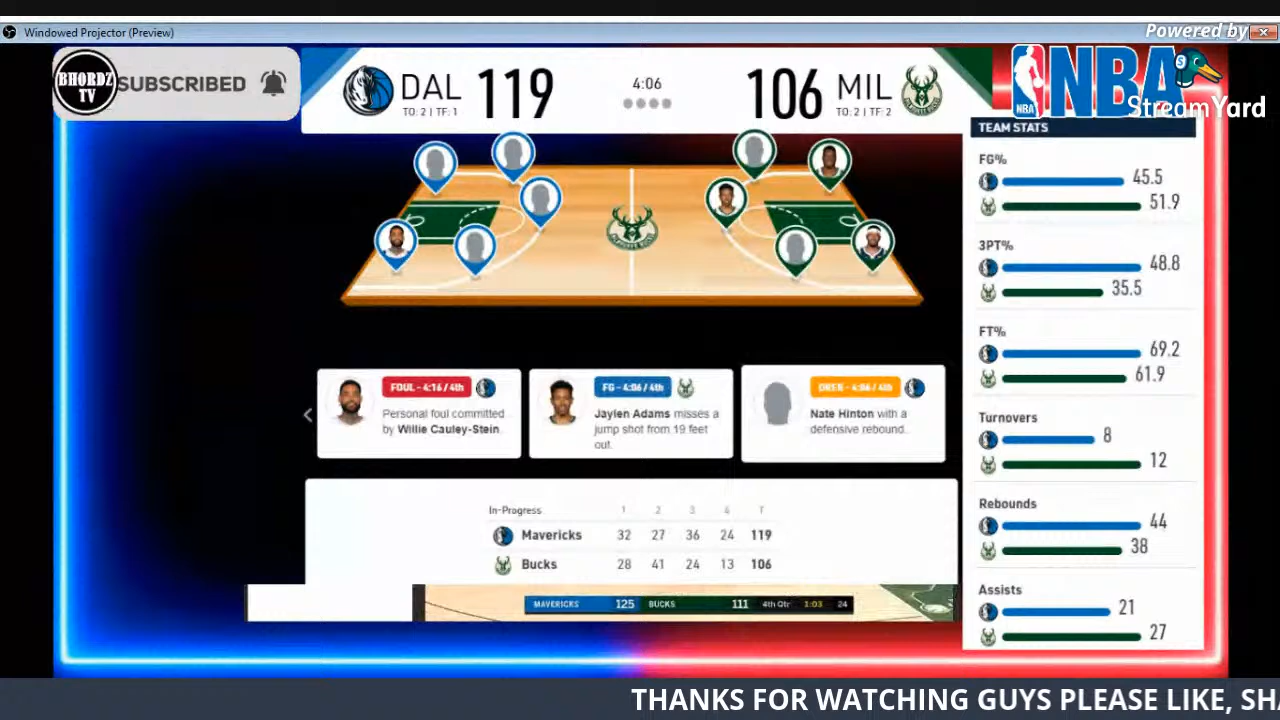 Windowed Projector (Preview)
Powered by
BHORDZ
TV
SUBSCRIBED
DAL 119
TO: 2 | TF: 1
4:06
106 MIL
TO: 2 | TF: 2
NBA
NBA
StreamYard
TEAM STATS
FG%
45.5
51.9
3PT%
48.8
35.5
FT%
69.2
61.9
Turnovers
8
12
Rebounds
44
38
Assists
21
27
FOUL - 4:16 / 4th
Personal foul committed
by Willie Cauley-Stein.
FG - 4:06 / 4th
Jaylen Adams misses a
jump shot from 19 feet
out.
DREB - 4:06 / 4th
Nate Hinton with a
defensive rebound.
In-Progress 1 2 3 4 T
Mavericks 32 27 36 24 119
Bucks 28 41 24 13 106
MAVERICKS 125 BUCKS 111 4th Qtr 1:03 24
THANKS FOR WATCHING GUYS PLEASE LIKE, SHA